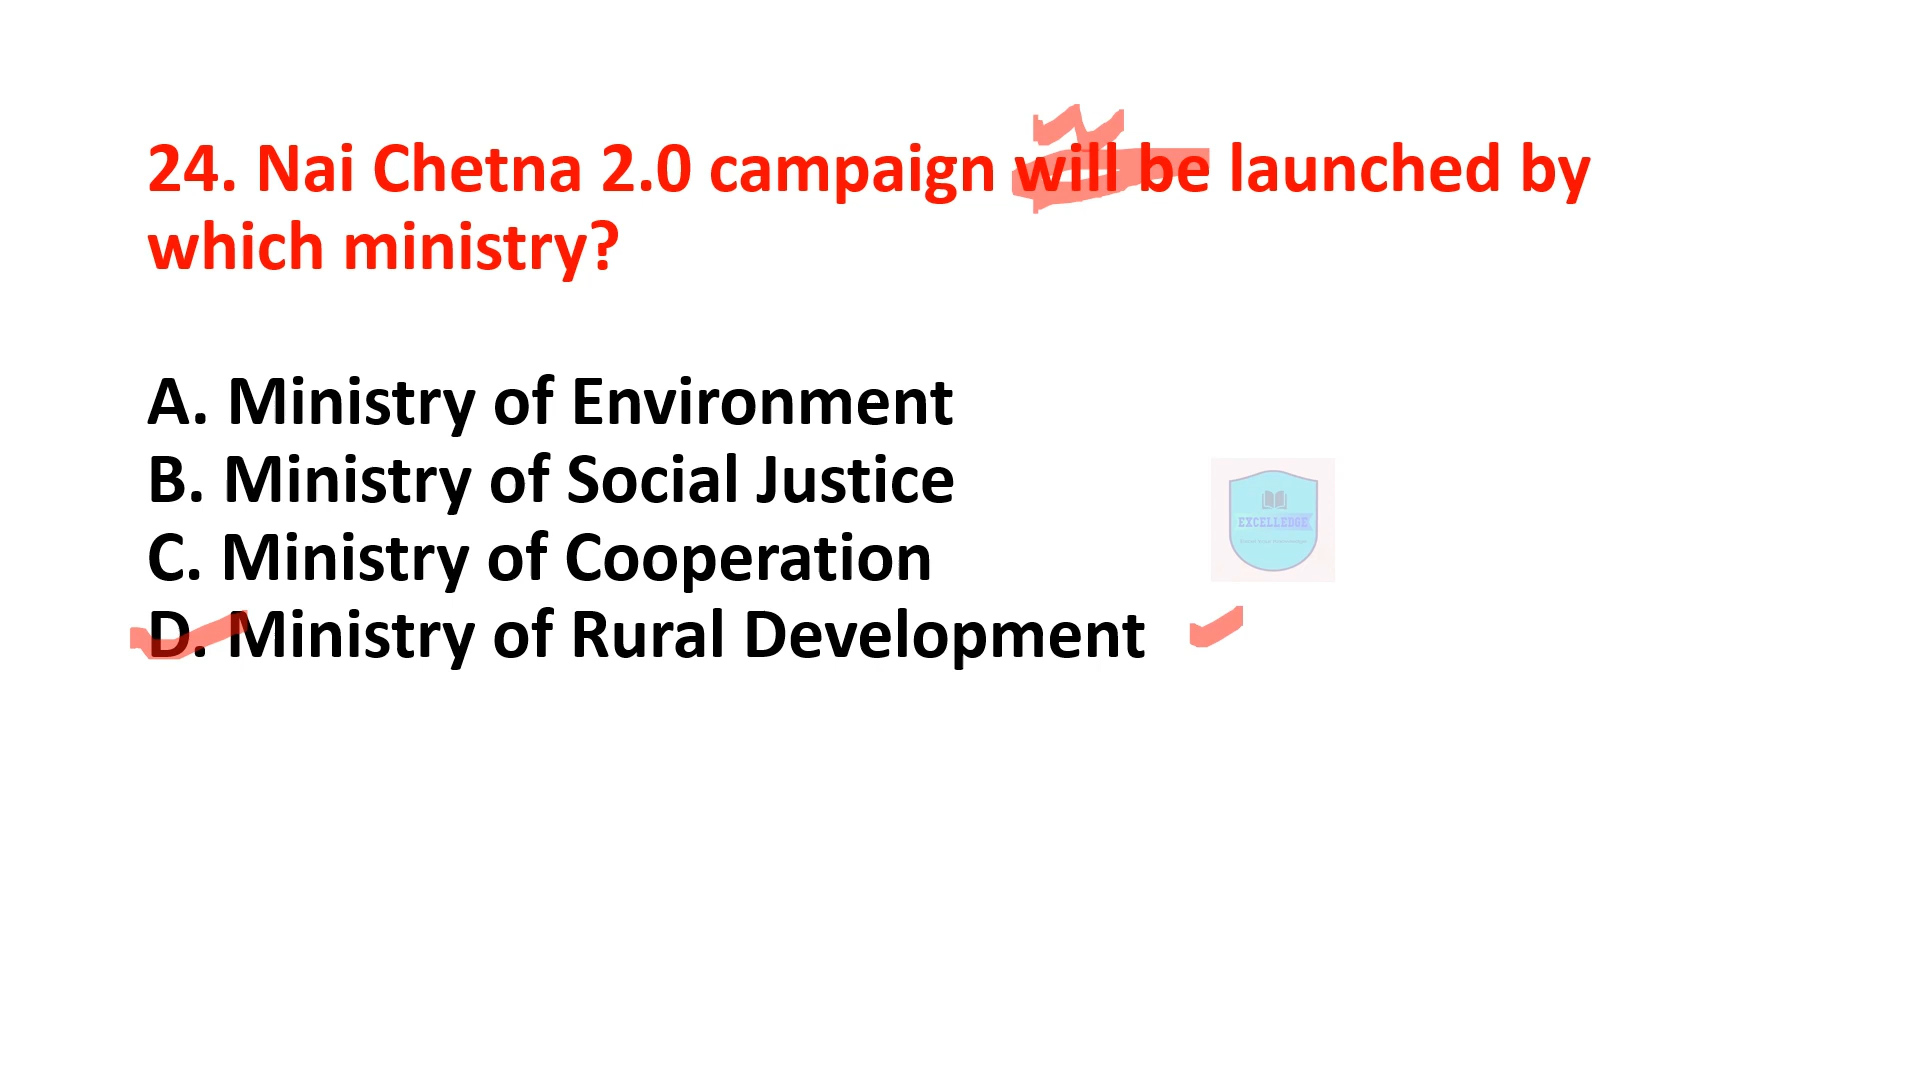 24. Nai Chetna 2.0 campaign will be launched by
which ministry?
A. Ministry of Environment
B. Ministry of Social Justice
C. Ministry of Cooperation
D. Ministry of Rural Development
EXCELLEDGE